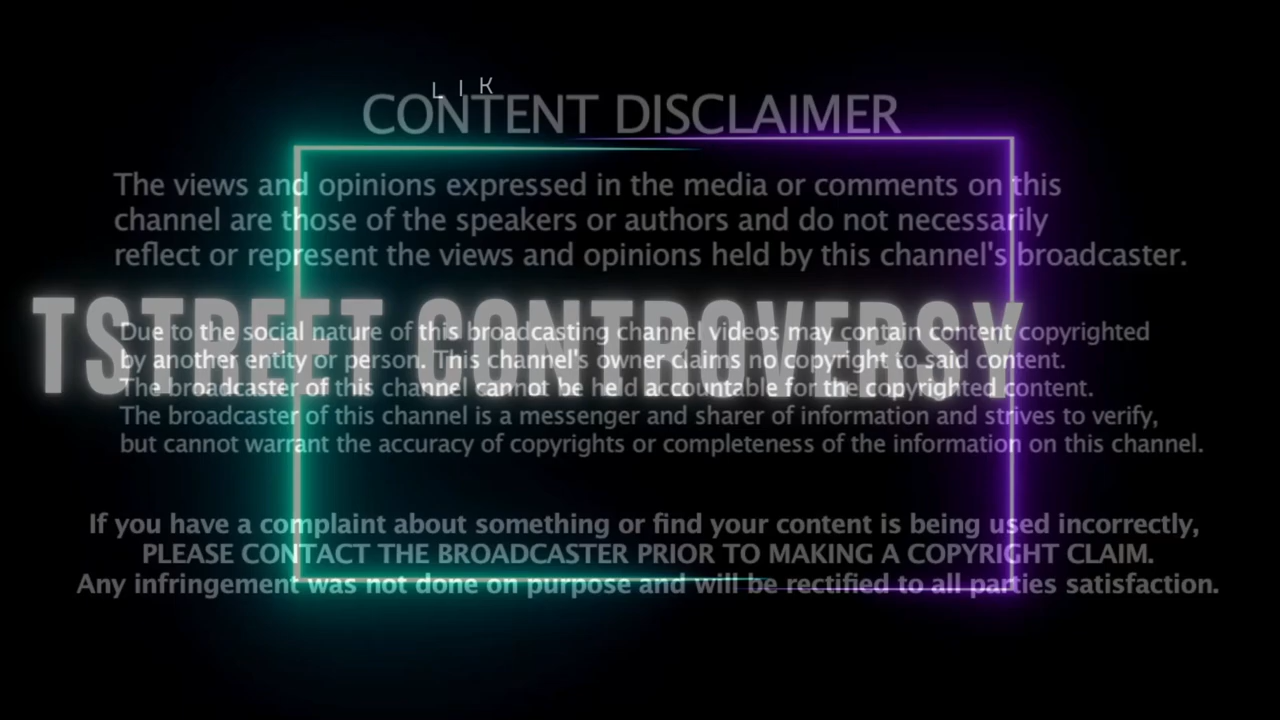 L I K
CONTENT DISCLAIMER
The views and opinions expressed in the media or comments on this
channel are those of the speakers or authors and do not necessarily
reflect or represent the views and opinions held by this channel's broadcaster.
TSTREET CONTROVERSY
Due to the social nature of this broadcasting channel, videos may contain content copyrighted
by another entity or person. This channel's owner claims no copyright to said content.
The broadcaster of this channel cannot be held accountable for the copyrighted content.
The broadcaster of this channel is a messenger and sharer of information and strives to verify,
but cannot warrant the accuracy of copyrights or completeness of the information on this channel.
If you have a complaint about something or find your content is being used incorrectly,
PLEASE CONTACT THE BROADCASTER PRIOR TO MAKING A COPYRIGHT CLAIM.
Any infringement was not done on purpose and will be rectified to all parties satisfaction.